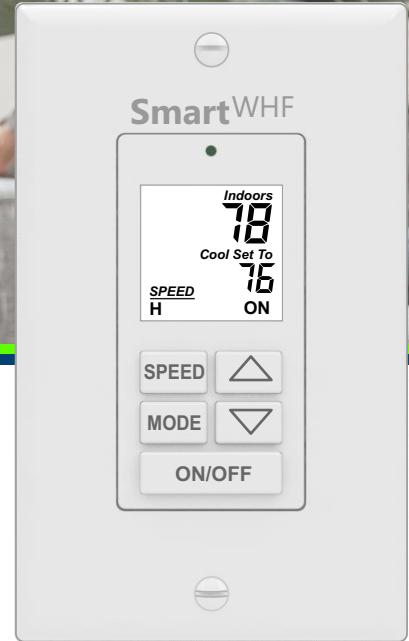 SmartWHF
Indoors
78
Cool Set To
76
SPEED
H ON
SPEED
MODE
ON/OFF